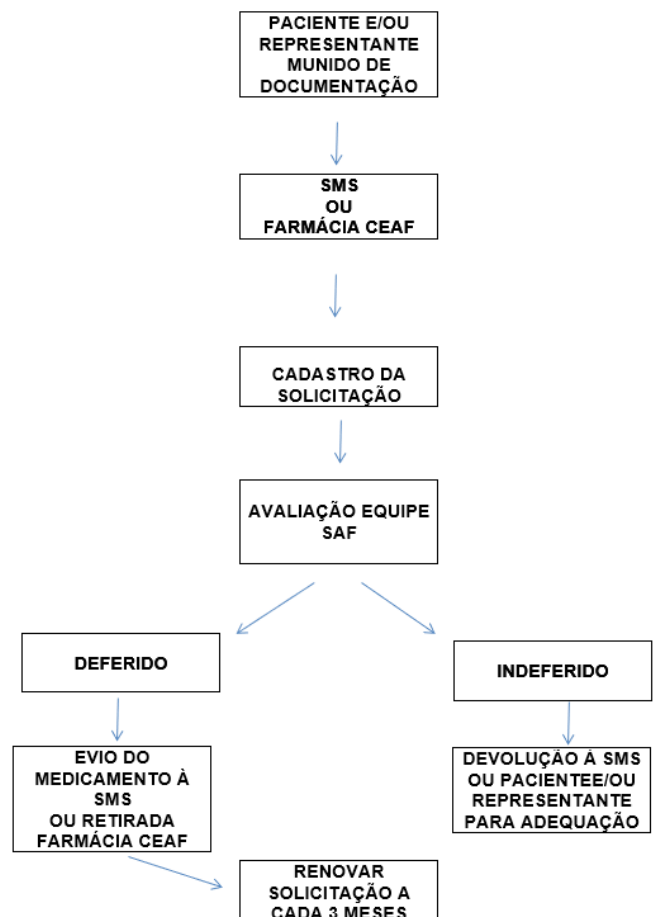 PACIENTE E/OU
REPRESENTANTE
MUNIDO DE
DOCUMENTAÇÃO
SMS
OU
FARMÁCIA CEAF
CADASTRO DA
SOLICITAÇÃO
AVALIAÇÃO EQUIPE
SAF
DEFERIDO
INDEFERIDO
EVIO DO
MEDICAMENTO À
SMS
OU RETIRADA
FARMÁCIA CEAF
DEVOLUÇÃO Á SMS
OU PACIENTEE/OU
REPRESENTANTE
PARA ADEQUAÇÃO
RENOVAR
SOLICITAÇÃO A
CADA 3 MESES